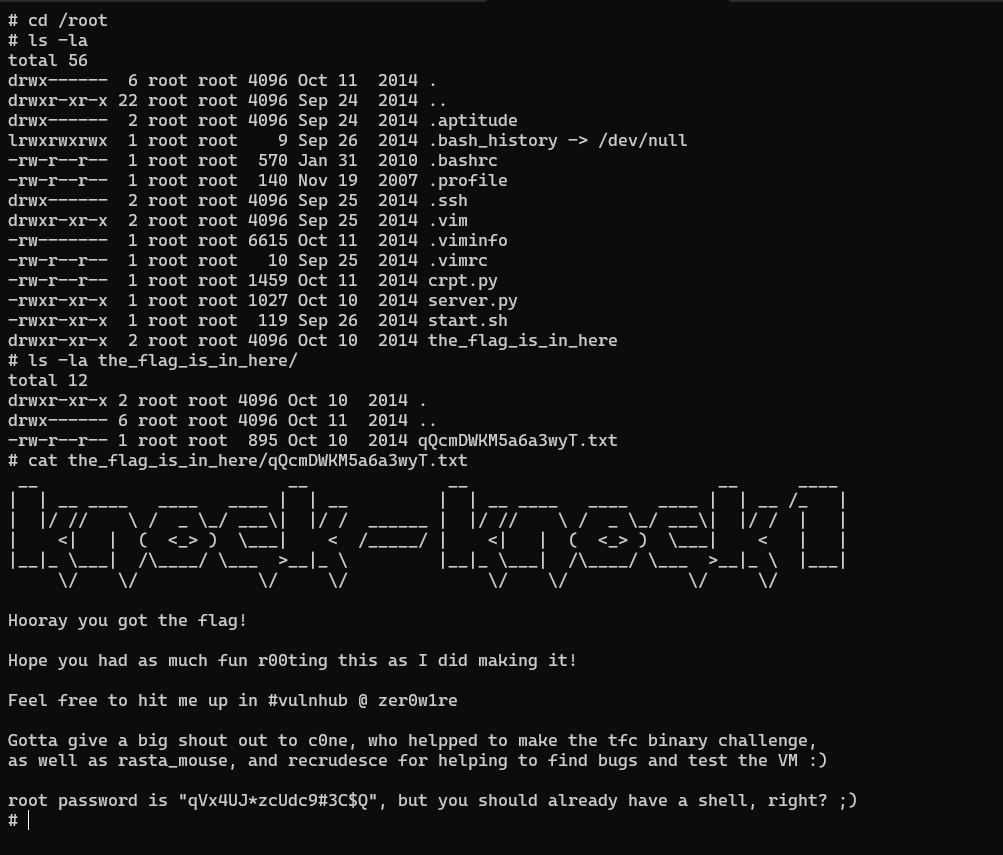 # cd /root
# ls -la
total 56
drwx------  6 root root 4096 Oct 11  2014 .
drwxr-xr-x 22 root root 4096 Sep 24  2014 ..
drwx------  2 root root 4096 Sep 24  2014 .aptitude
lrwxrwxrwx  1 root root    9 Sep 26  2014 .bash_history -> /dev/null
-rw-r--r--  1 root root  570 Jan 31  2010 .bashrc
-rw-r--r--  1 root root  140 Nov 19  2007 .profile
drwx------  2 root root 4096 Sep 25  2014 .ssh
drwxr-xr-x  2 root root 4096 Sep 25  2014 .vim
-rw-------  1 root root 6615 Oct 11  2014 .viminfo
-rw-r--r--  1 root root   10 Sep 25  2014 .vimrc
-rw-r--r--  1 root root 1459 Oct 11  2014 crpt.py
-rwxr-xr-x  1 root root 1027 Oct 10  2014 server.py
-rwxr-xr-x  1 root root  119 Sep 26  2014 start.sh
drwxr-xr-x  2 root root 4096 Oct 10  2014 the_flag_is_in_here
# ls -la the_flag_is_in_here/
total 12
drwxr-xr-x 2 root root 4096 Oct 10  2014 .
drwx------ 6 root root 4096 Oct 11  2014 ..
-rw-r--r-- 1 root root  895 Oct 10  2014 qQcmDWKM5a6a3wyT.txt
# cat the_flag_is_in_here/qQcmDWKM5a6a3wyT.txt
knock-knock1
Hooray you got the flag!
Hope you had as much fun r00ting this as I did making it!
Feel free to hit me up in #vulnhub @ zer0w1re
Gotta give a big shout out to c0ne, who helpped to make the tfc binary challenge,
as well as rasta_mouse, and recrudesce for helping to find bugs and test the VM :)
root password is "qVx4UJ*zcUdc9#3C$Q", but you should already have a shell, right? ;)
#